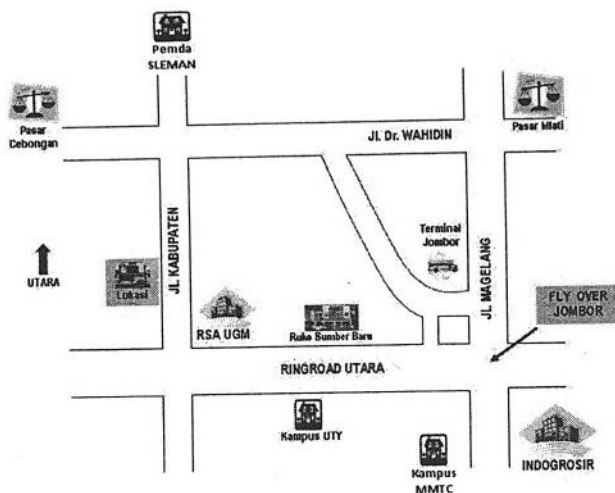 Pemda
SLEMAN
Pasar
Cebongan
Jl. Dr. WAHIDIN
Pasar Mlati
UTARA
Lokasi
JL KABUPATEN
RSA UGM
Ruko Sumber Baru
Terminal
Jombor
JL MAGELANG
FLY OVER
JOMBOR
RINGROAD UTARA
Kampus UTY
Kampus
MMTC
INDOGROSIR